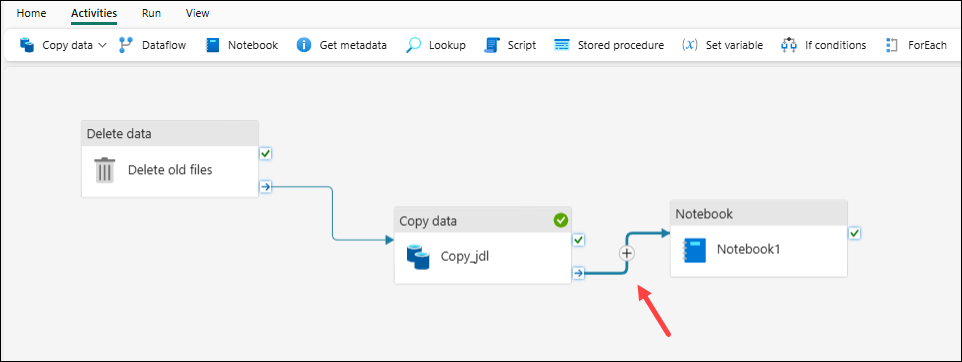 Home Activities Run View
Copy data Dataflow Notebook Get metadata Lookup Script Stored procedure (x) Set variable If conditions ForEach
Delete data
Delete old files
Copy data
Copy_jdl
Notebook
Notebook1